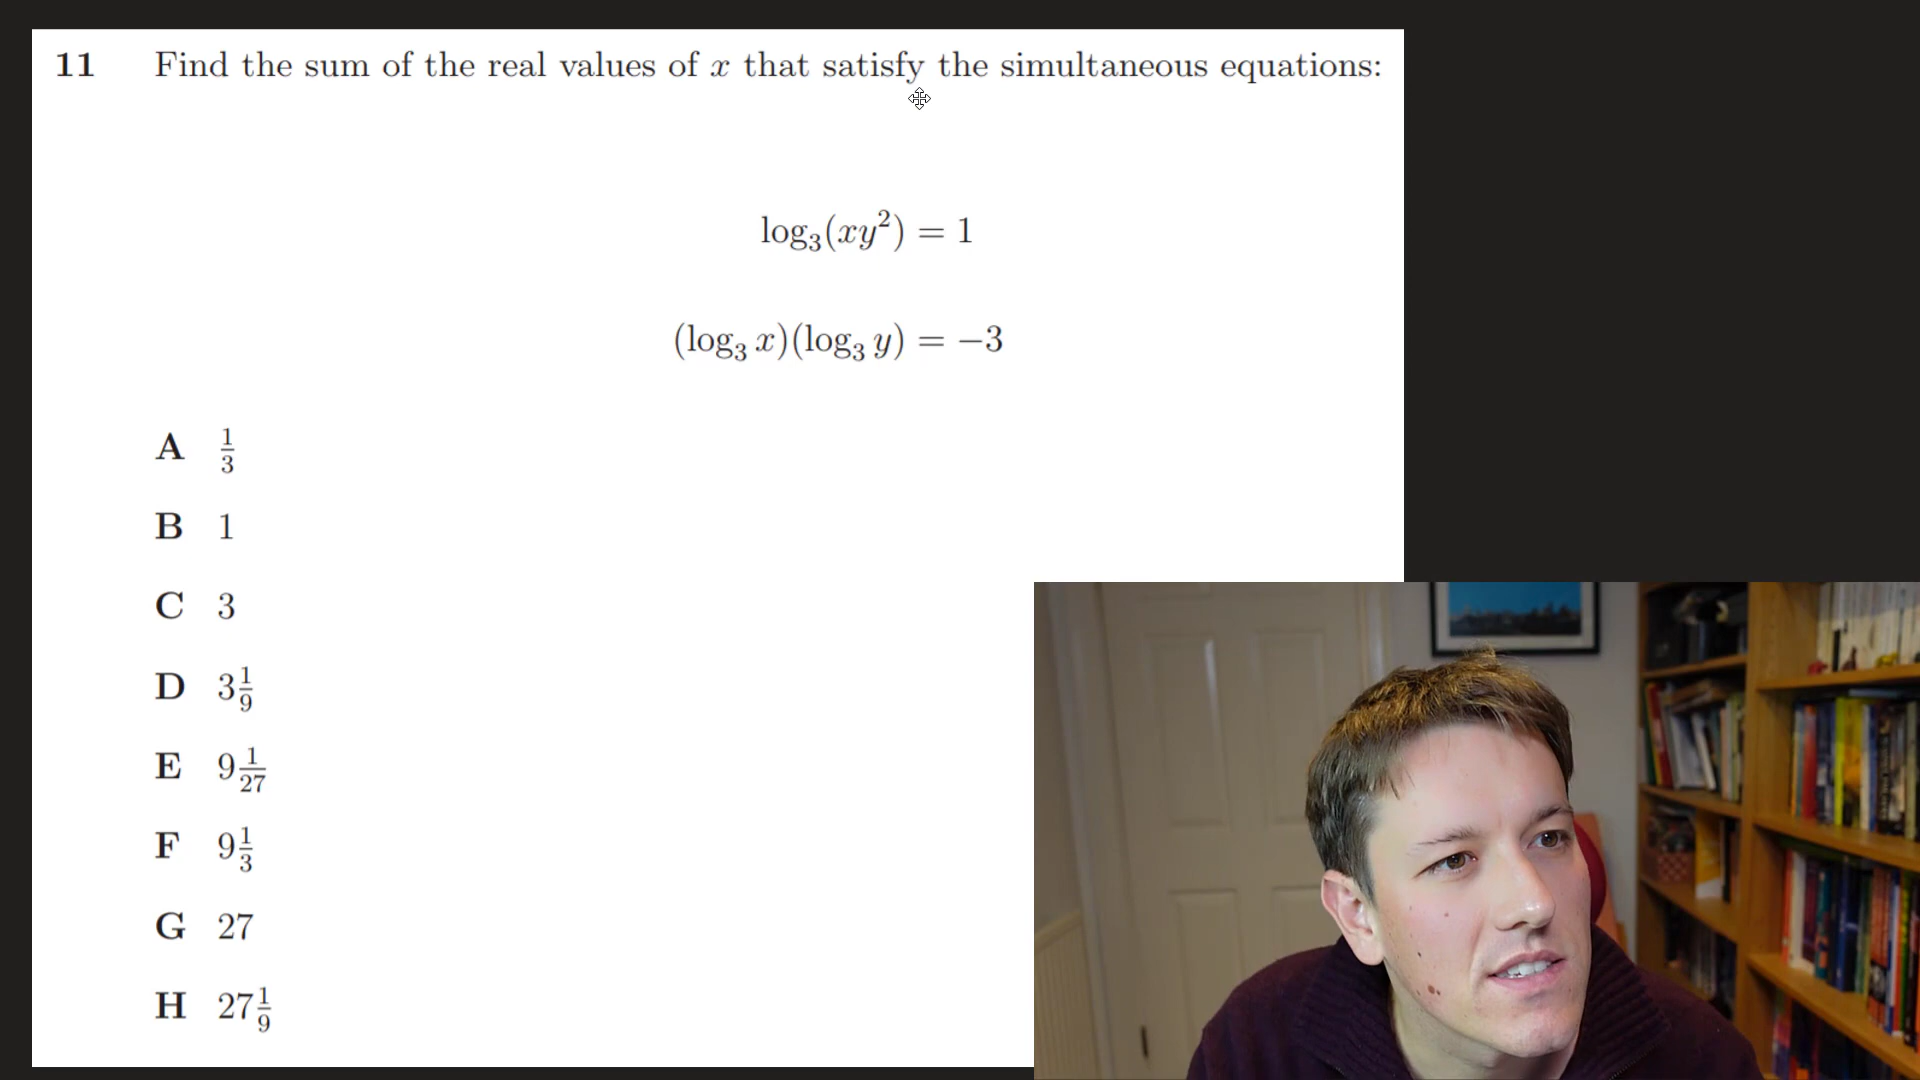 11 Find the sum of the real values of x that satisfy the simultaneous equations:
log₃(xy²) = 1
(log₃ x)(log₃ y) = −3
A 1/3
B 1
C 3
D 3 1/9
E 9 1/27
F 9 1/3
G 27
H 27 1/9